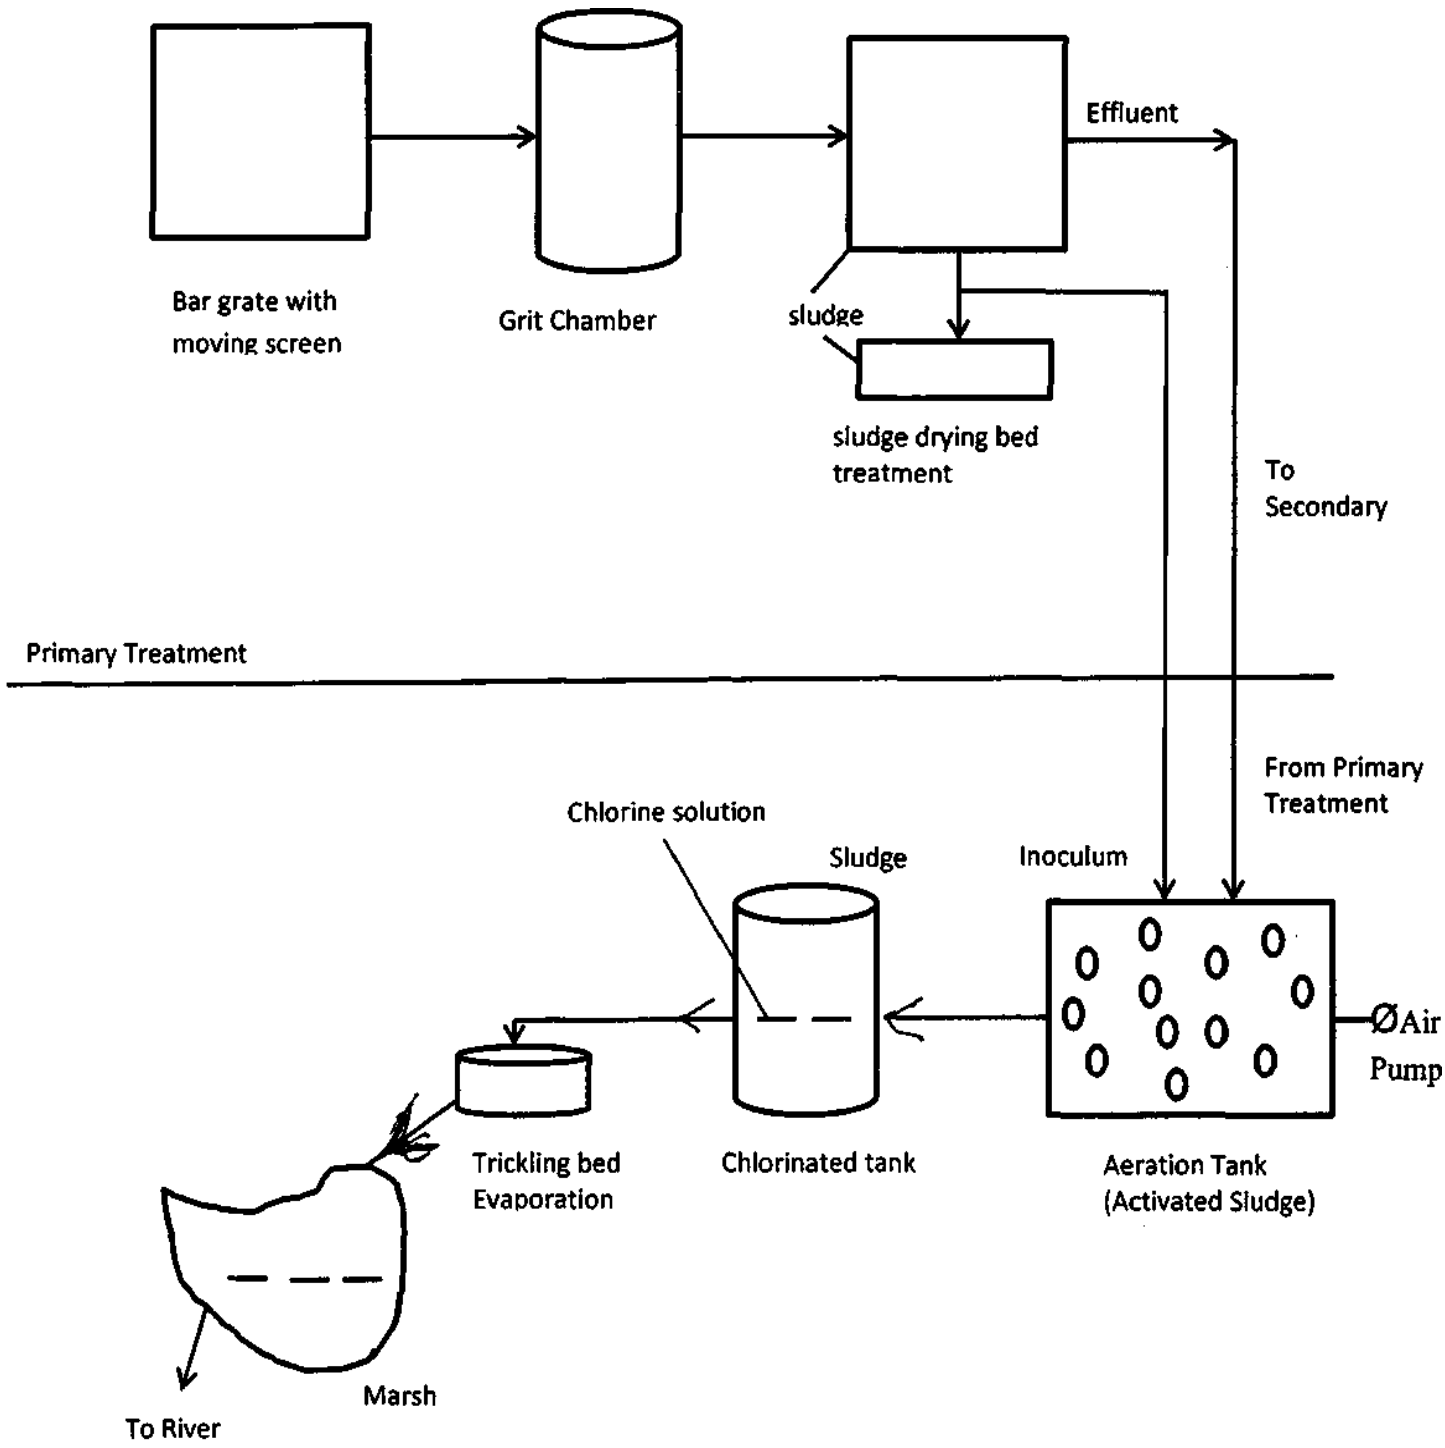 Effluent
Bar grate with
moving screen
Grit Chamber
sludge
sludge drying bed
treatment
To
Secondary
Primary Treatment
From Primary
Treatment
Chlorine solution
Sludge
Inoculum
ØAir
Pump
Trickling bed
Evaporation
Chlorinated tank
Aeration Tank
(Activated Sludge)
Marsh
To River